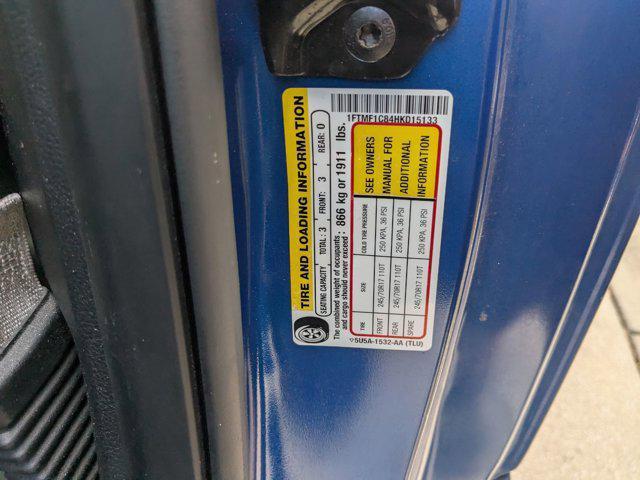 1FTMF1C84HKD15133
TIRE AND LOADING INFORMATION
SEATING CAPACITY TOTAL: 3 FRONT: 3 REAR: 0
The combined weight of occupants : 866 kg or 1911 lbs.
and cargo should never exceed :
TIRE SIZE COLD TIRE PRESSURE SEE OWNERS
FRONT 245/70R17 110T 250 KPA, 36 PSI MANUAL FOR
REAR 245/70R17 110T 250 KPA, 36 PSI ADDITIONAL
SPARE 245/70R17 110T 250 KPA, 36 PSI INFORMATION
5U5A-1532-AA (TLU)